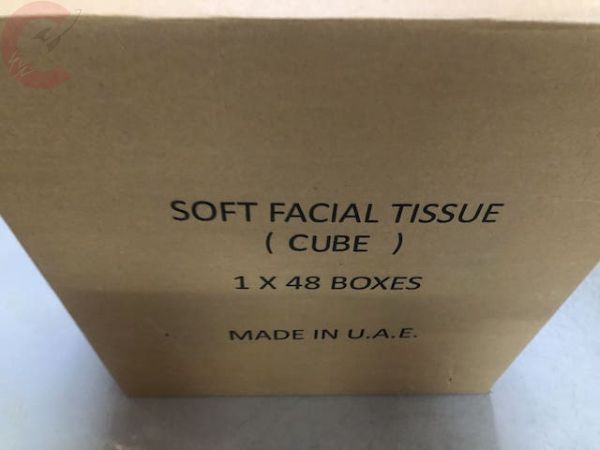 SOFT FACIAL TISSUE
( CUBE )
1 X 48 BOXES
MADE IN U.A.E.